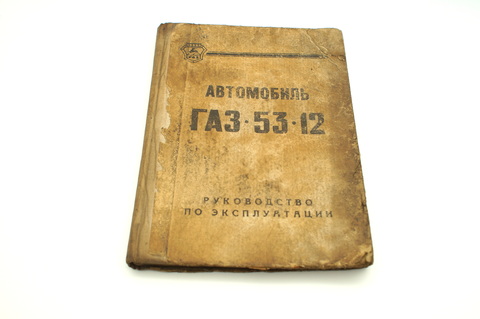 АВТОМОБИЛЬ
ГАЗ·53·12
РУКОВОДСТВО
ПО ЭКСПЛУАТАЦИИ